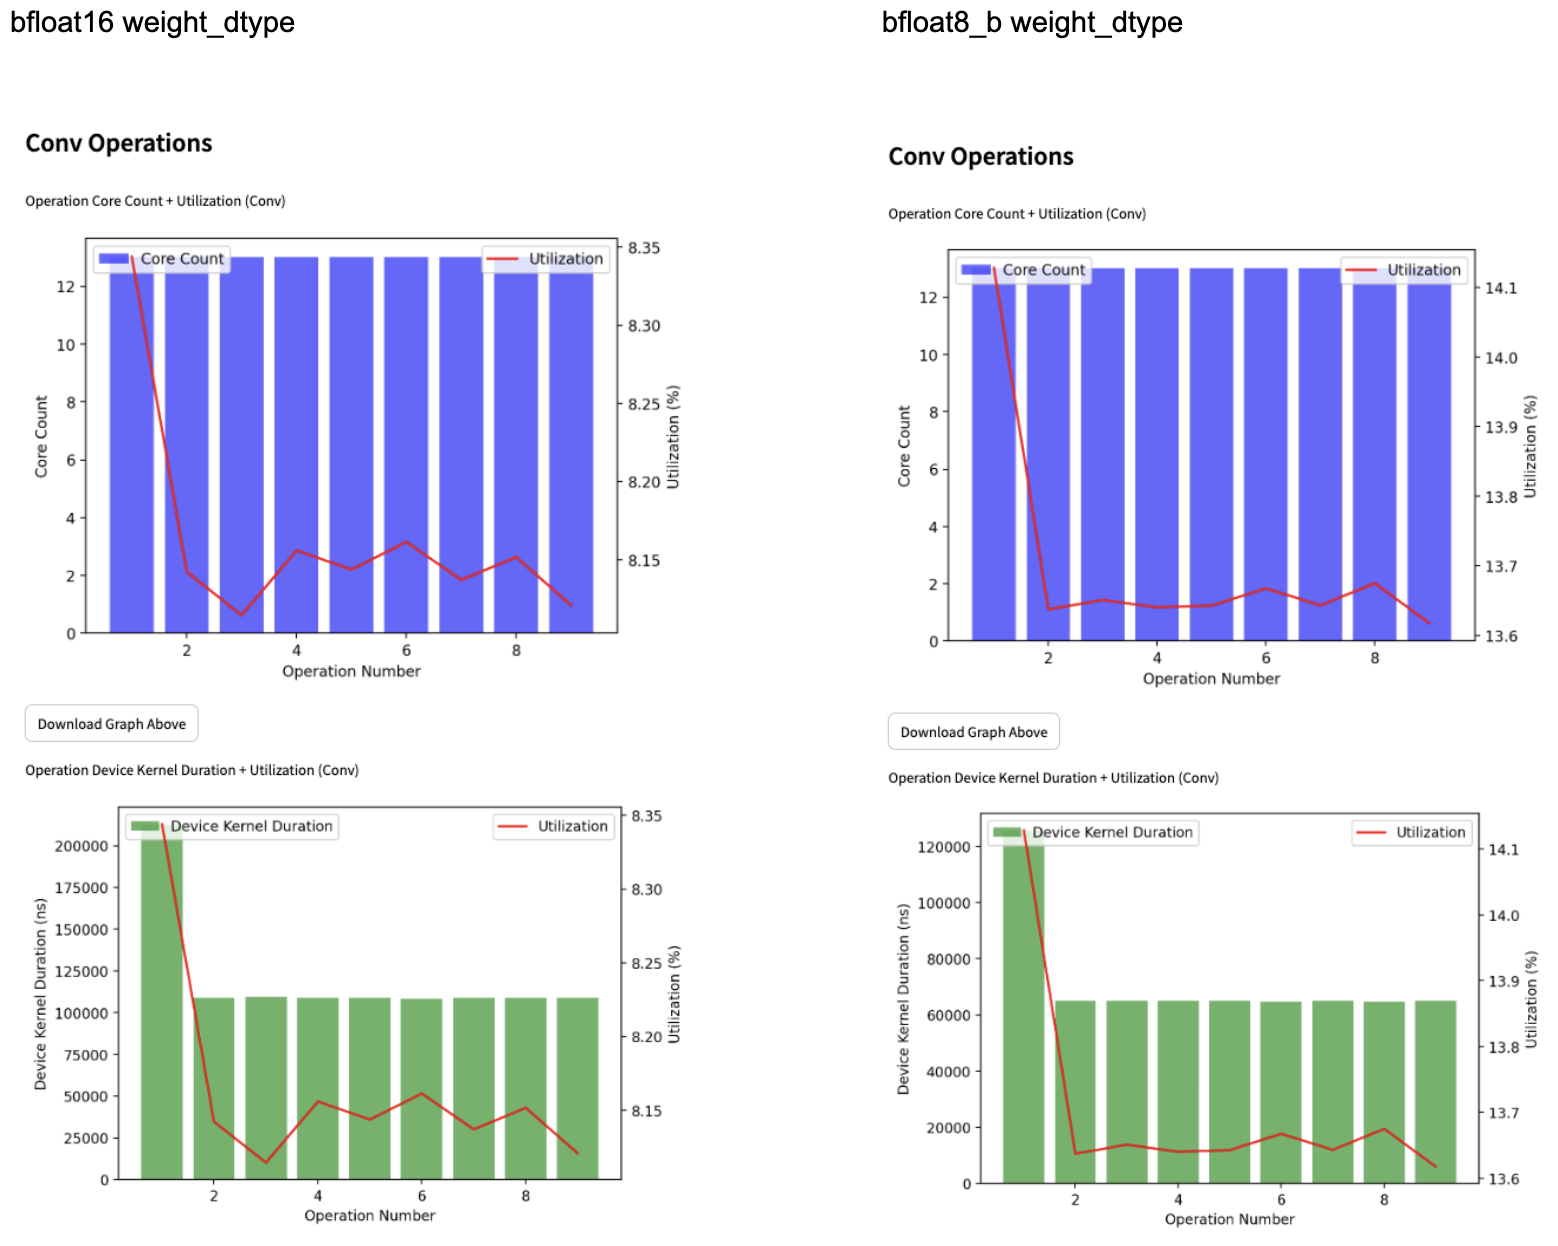 bfloat16 weight_dtype
Conv Operations
Operation Core Count + Utilization (Conv)
Core Count
Utilization
8.35
8.30
8.25
8.20
8.15
12
10
8
6
4
2
0
Core Count
Utilization (%)
2 4 6 8
Operation Number
Download Graph Above
Operation Device Kernel Duration + Utilization (Conv)
Device Kernel Duration
Utilization
8.35
8.30
8.25
8.20
8.15
200000
175000
150000
125000
100000
75000
50000
25000
0
Device Kernel Duration (ns)
Utilization (%)
2 4 6 8
Operation Number
bfloat8_b weight_dtype
Conv Operations
Operation Core Count + Utilization (Conv)
Core Count
Utilization
14.1
14.0
13.9
13.8
13.7
13.6
12
10
8
6
4
2
0
Core Count
Utilization (%)
2 4 6 8
Operation Number
Download Graph Above
Operation Device Kernel Duration + Utilization (Conv)
Device Kernel Duration
Utilization
14.1
14.0
13.9
13.8
13.7
13.6
120000
100000
80000
60000
40000
20000
0
Device Kernel Duration (ns)
Utilization (%)
2 4 6 8
Operation Number